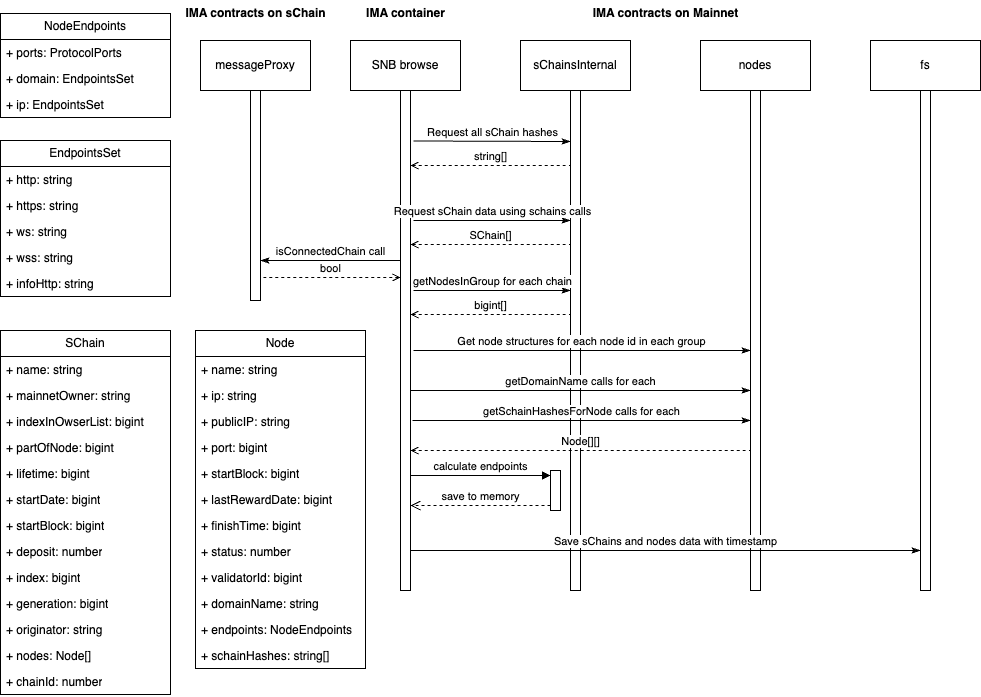 IMA contracts on sChain
IMA container
IMA contracts on Mainnet
NodeEndpoints
+ ports: ProtocolPorts
+ domain: EndpointsSet
+ ip: EndpointsSet
EndpointsSet
+ http: string
+ https: string
+ ws: string
+ wss: string
+ infoHttp: string
SChain
+ name: string
+ mainnetOwner: string
+ indexInOwserList: bigint
+ partOfNode: bigint
+ lifetime: bigint
+ startDate: bigint
+ startBlock: bigint
+ deposit: number
+ index: bigint
+ generation: bigint
+ originator: string
+ nodes: Node[]
+ chainId: number
Node
+ name: string
+ ip: string
+ publicIP: string
+ port: bigint
+ startBlock: bigint
+ lastRewardDate: bigint
+ finishTime: bigint
+ status: number
+ validatorId: bigint
+ domainName: string
+ endpoints: NodeEndpoints
+ schainHashes: string[]
messageProxy
SNB browse
sChainsInternal
nodes
fs
Request all sChain hashes
string[]
Request sChain data using schains calls
SChain[]
isConnectedChain call
bool
getNodesInGroup for each chain
bigint[]
Get node structures for each node id in each group
getDomainName calls for each
getSchainHashesForNode calls for each
Node[][]
calculate endpoints
save to memory
Save sChains and nodes data with timestamp